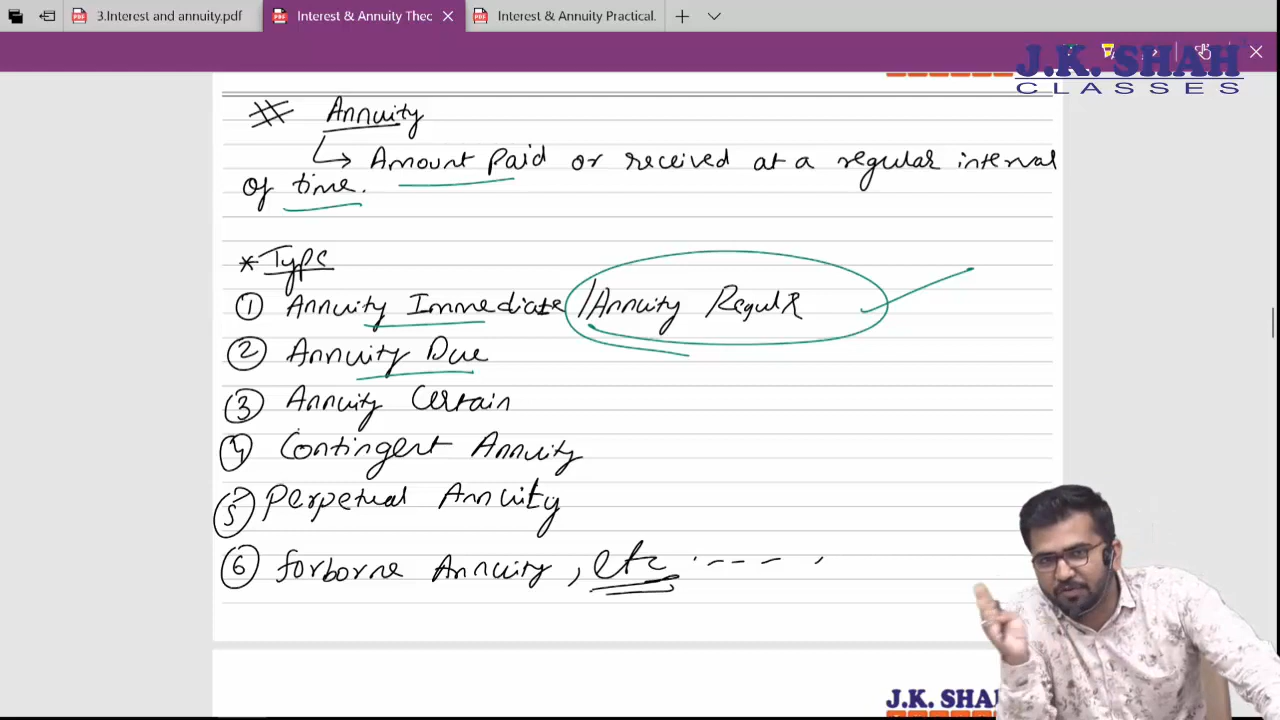 3.Interest and annuity.pdf
Interest & Annuity Thec
Interest & Annuity Practical.
J.K. SHAH
CLASSES
Annuity
Amount Paid or received at a regular interval
of time.
* Type
① Annuity Immediate /Annuity RegulR
② Annuity Due
③ Annuity Certain
④ Contingent Annuity
⑤ Perpetual Annuity
⑥ forborne Annuity, etc ----- .
J.K. SHA